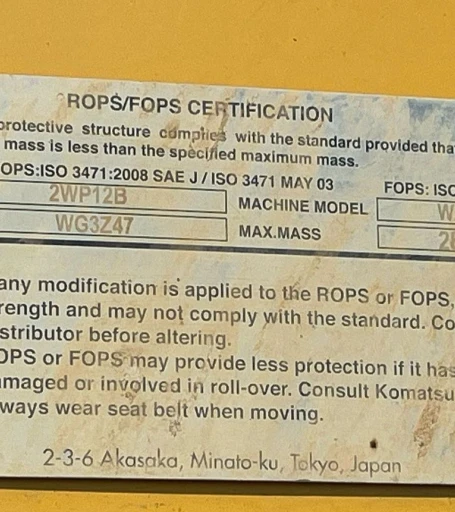 ROPS/FOPS CERTIFICATION
protective structure complies with the standard provided tha
mass is less than the specified maximum mass.
OPS:ISO 3471:2008 SAE J / ISO 3471 MAY 03 FOPS: ISO
2WP12B MACHINE MODEL W
WG3Z47 MAX.MASS 2
any modification is applied to the ROPS or FOPS,
rength and may not comply with the standard. Co
stributor before altering.
OPS or FOPS may provide less protection if it has
amaged or involved in roll-over. Consult Komatsu
ways wear seat belt when moving.
2-3-6 Akasaka, Minato-ku, Tokyo, Japan